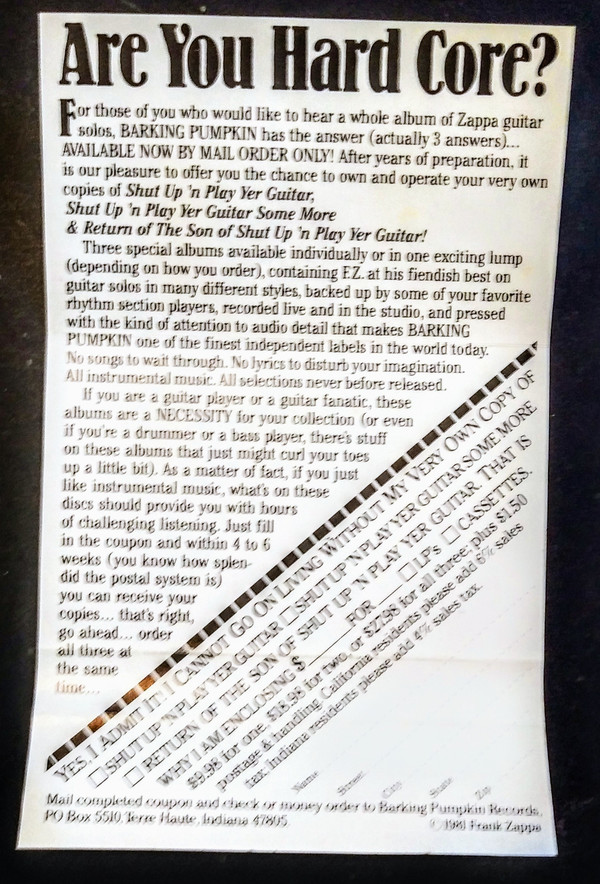 Are You Hard Core?
For those of you who would like to hear a whole album of Zappa guitar
solos, BARKING PUMPKIN has the answer (actually 3 answers)...
AVAILABLE NOW BY MAIL ORDER ONLY! After years of preparation, it
is our pleasure to offer you the chance to own and operate your very own
copies of Shut Up 'n Play Yer Guitar,
Shut Up 'n Play Yer Guitar Some More
& Return of The Son of Shut Up 'n Play Yer Guitar!
Three special albums available individually or in one exciting lump
(depending on how you order), containing F.Z. at his fiendish best on
guitar solos in many different styles, backed up by some of your favorite
rhythm section players, recorded live and in the studio, and pressed
with the kind of attention to audio detail that makes BARKING
PUMPKIN one of the finest independent labels in the world today.
No songs to wait through. No lyrics to disturb your imagination.
All instrumental music. All selections never before released.
If you are a guitar player or a guitar fanatic, these
albums are a NECESSITY for your collection (or even
if you're a drummer or a bass player, there's stuff
on these albums that just might curl your toes
up a little bit). As a matter of fact, if you just
like instrumental music, what's on these
discs should provide you with hours
of challenging listening. Just fill
in the coupon and within 4 to 6
weeks (you know how splen-
did the postal system is)
you can receive your
copies... that's right,
go ahead... order
all three at
the same
time...
YES, I ADMIT IT! I CANNOT GO ON LIVING WITHOUT MY VERY OWN COPY OF
SHUT UP 'N PLAY YER GUITAR SHUT UP 'N PLAY YER GUITAR SOME MORE
RETURN OF THE SON OF SHUT UP 'N PLAY YER GUITAR. THAT IS
WHY I AM ENCLOSING $ FOR LP's CASSETTES.
$9.98 for one, $18.98 for two, or $27.98 for all three, plus $1.50
postage & handling California residents please add 6% sales
tax. Indiana residents please add 4% sales tax.
Name Street City State Zip
Mail completed coupon and check or money order to Barking Pumpkin Records,
PO Box 5510, Terre Haute, Indiana 47805
© 1981 Frank Zappa